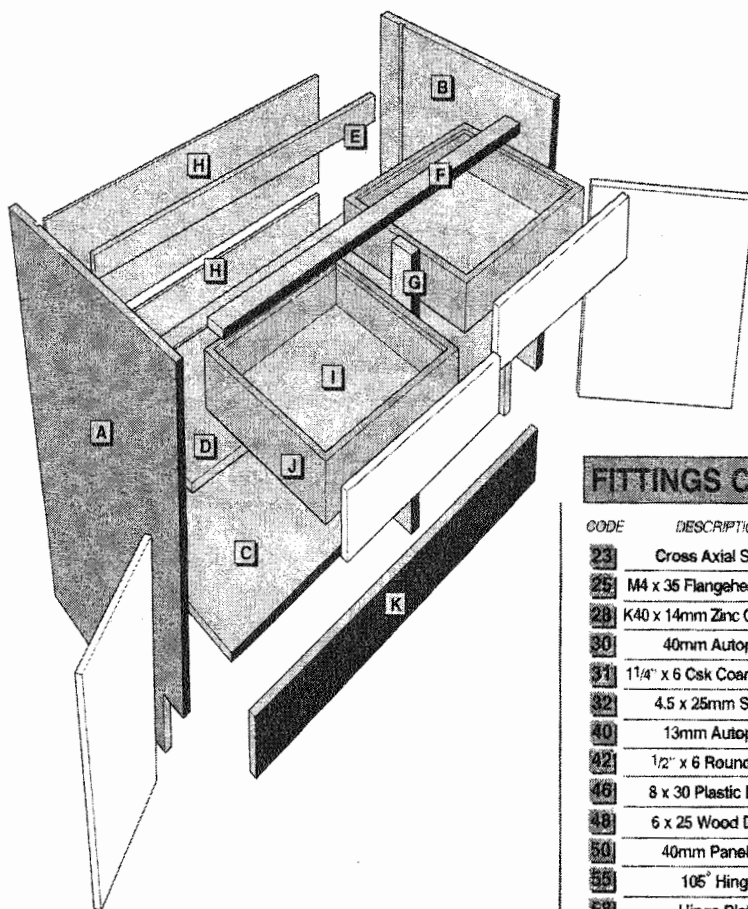 B
E
H
F
H
G
I
A
D
J
C
K
FITTINGS C
CODE
23 Cross Axial S
25 M4 x 35 Flangehe
28 K40 x 14mm Zinc
30 40mm Autop
31 1 1/4" x 6 Csk Coar
32 4.5 x 25mm S
40 13mm Autop
42 1/2" x 6 Round
46 8 x 30 Plastic
48 6 x 25 Wood D
50 40mm Panel
55 105° Hing